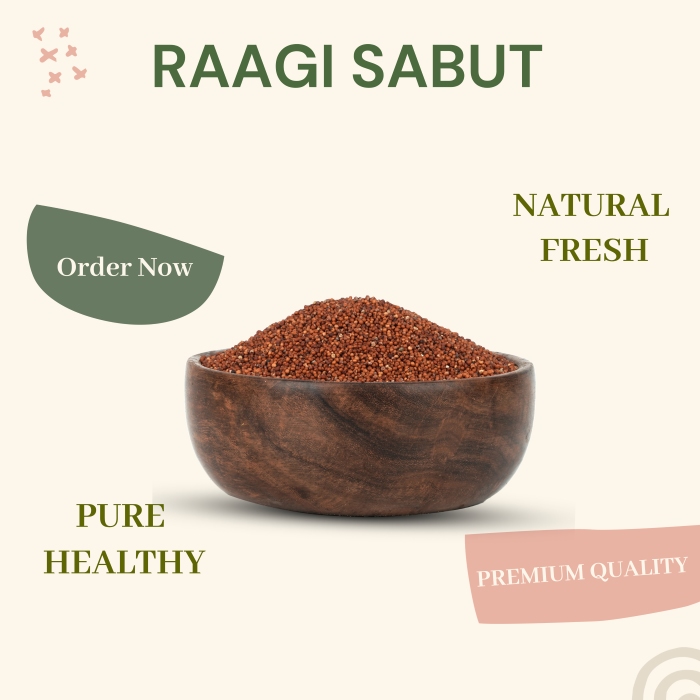 RAAGI SABUT
NATURAL
FRESH
Order Now
PURE
HEALTHY
PREMIUM QUALITY